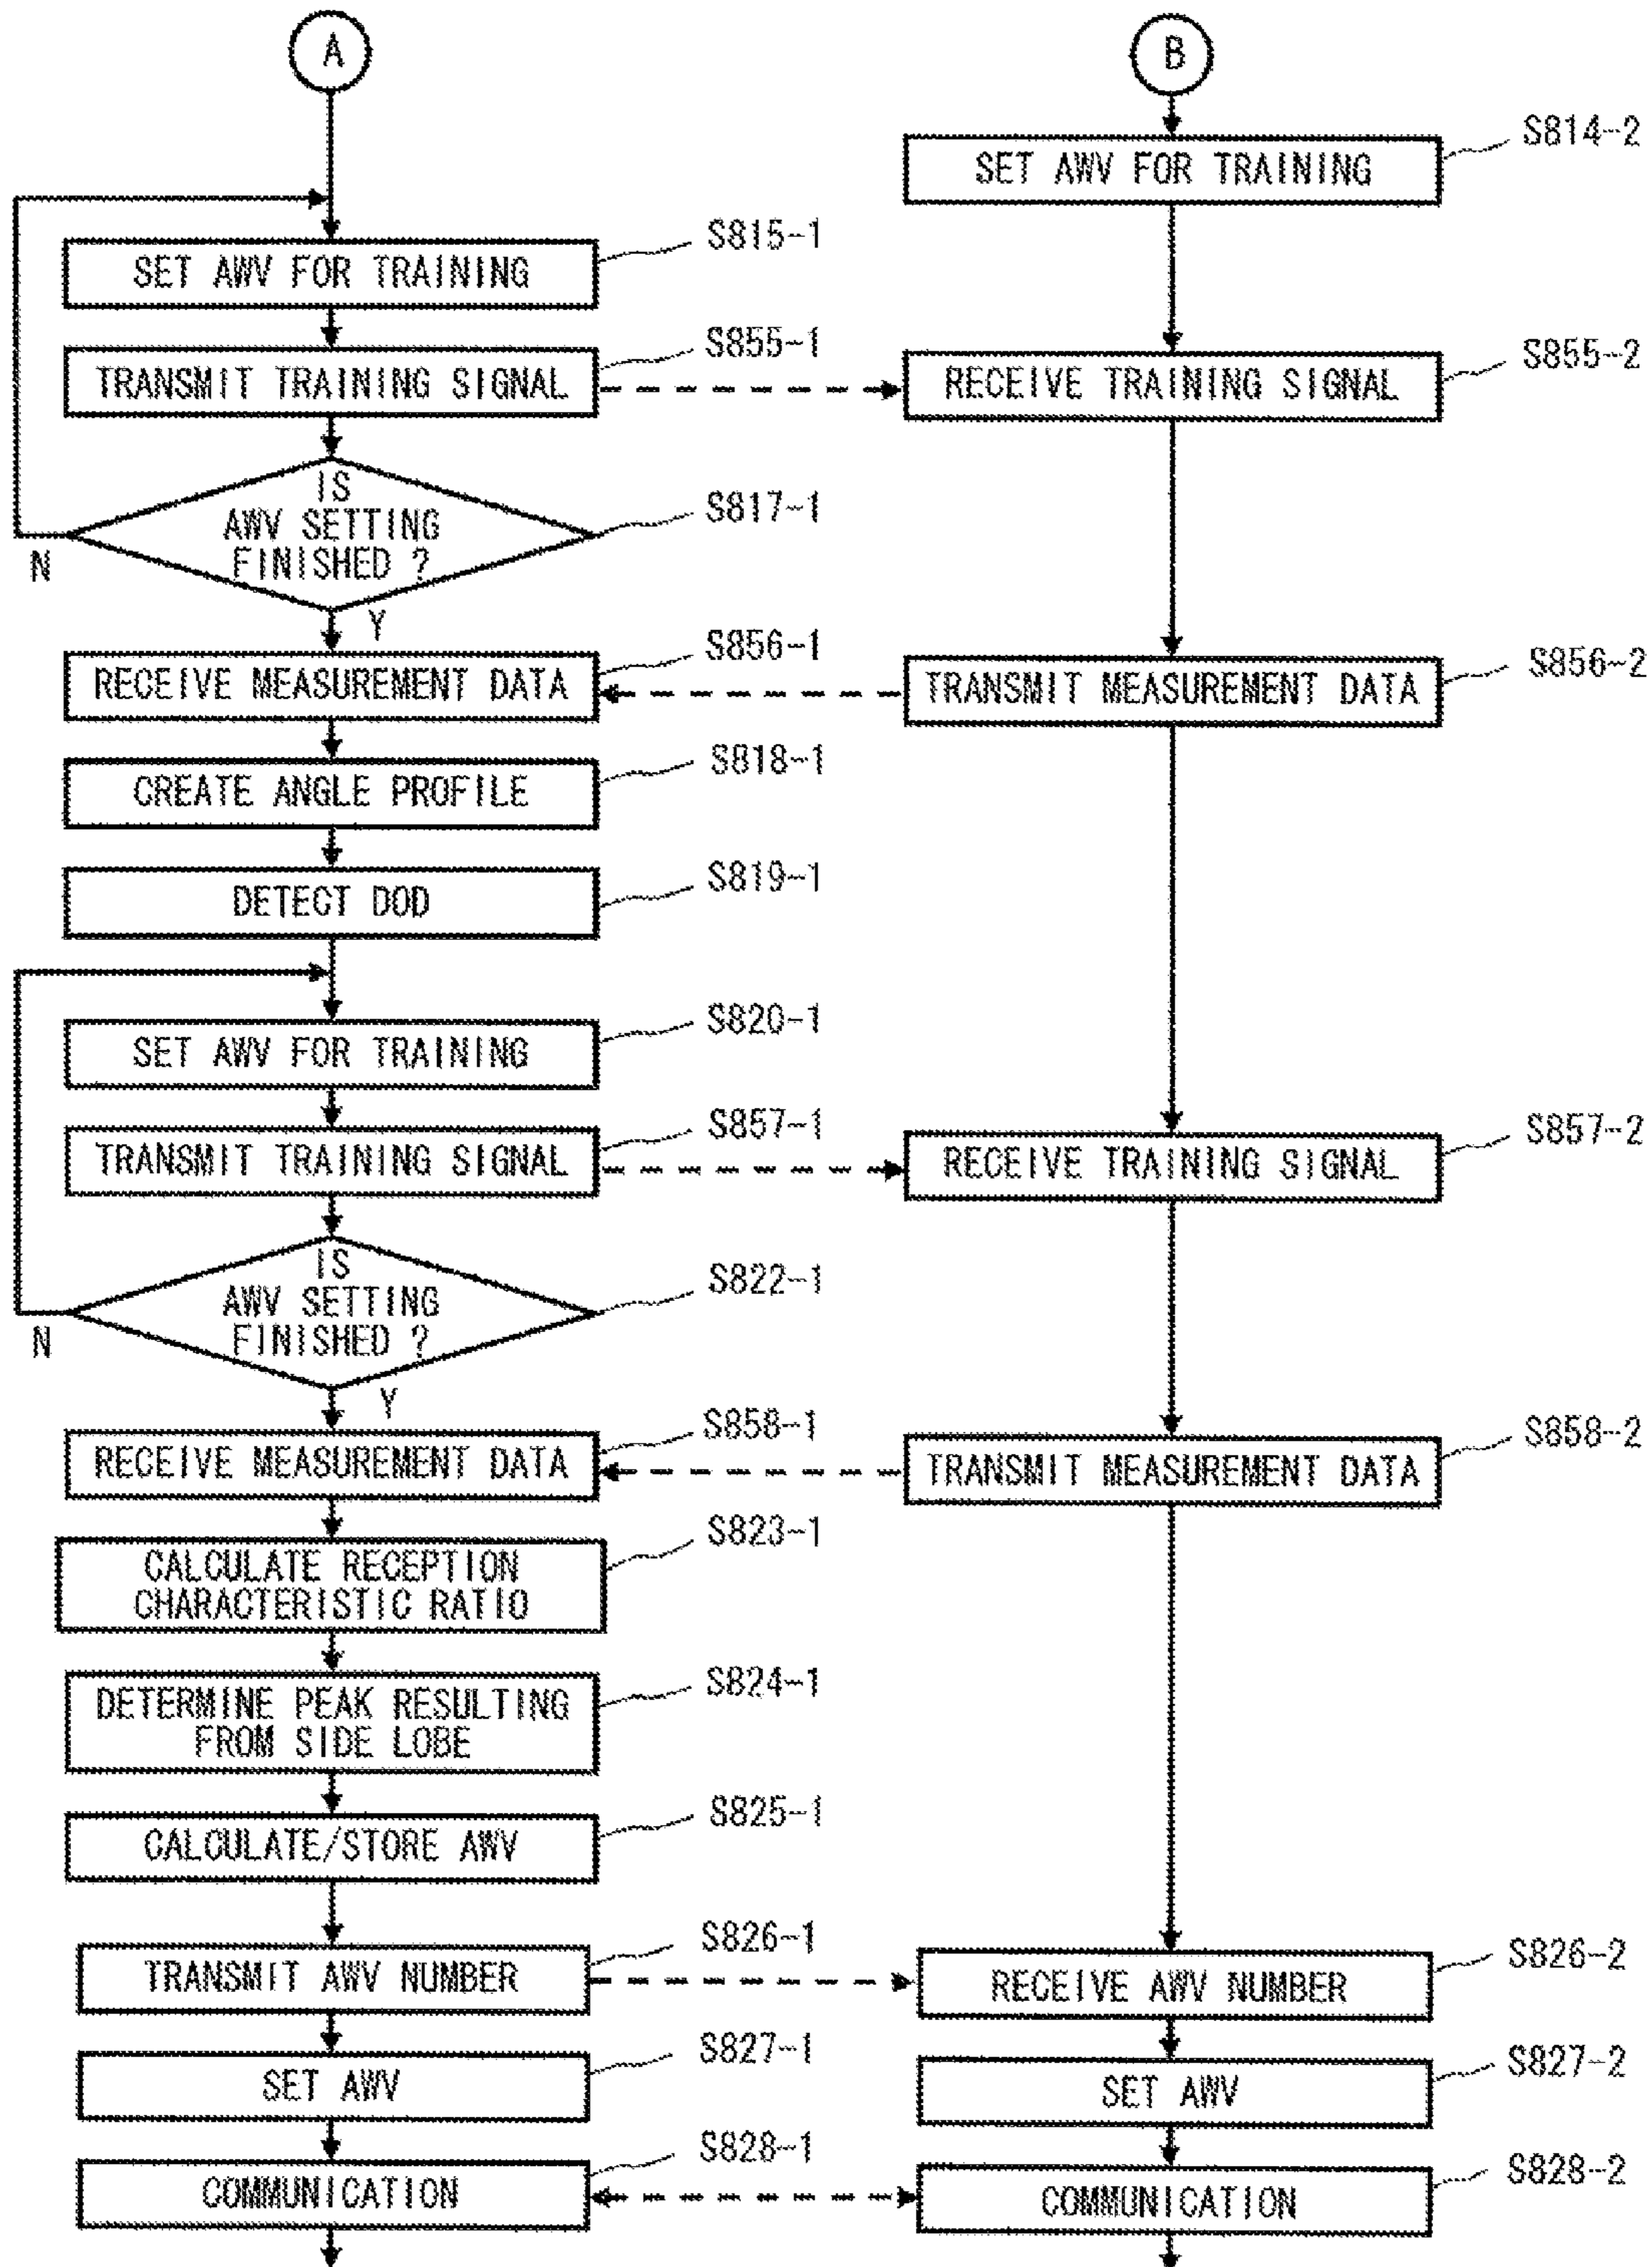 A
B
S814-2
SET AWV FOR TRAINING
S815-1
SET AWV FOR TRAINING
S855-1
S855-2
TRANSMIT TRAINING SIGNAL
RECEIVE TRAINING SIGNAL
IS
AWV SETTING
FINISHED ?
S817-1
N
Y
S856-1
S856-2
RECEIVE MEASUREMENT DATA
TRANSMIT MEASUREMENT DATA
S818-1
CREATE ANGLE PROFILE
S819-1
DETECT DOD
S820-1
SET AWV FOR TRAINING
S857-1
S857-2
TRANSMIT TRAINING SIGNAL
RECEIVE TRAINING SIGNAL
IS
AWV SETTING
FINISHED ?
S822-1
N
Y
S858-1
S858-2
RECEIVE MEASUREMENT DATA
TRANSMIT MEASUREMENT DATA
S823-1
CALCULATE RECEPTION
CHARACTERISTIC RATIO
S824-1
DETERMINE PEAK RESULTING
FROM SIDE LOBE
S825-1
CALCULATE/STORE AWV
S826-1
S826-2
TRANSMIT AWV NUMBER
RECEIVE AWV NUMBER
S827-1
S827-2
SET AWV
SET AWV
S828-1
S828-2
COMMUNICATION
COMMUNICATION